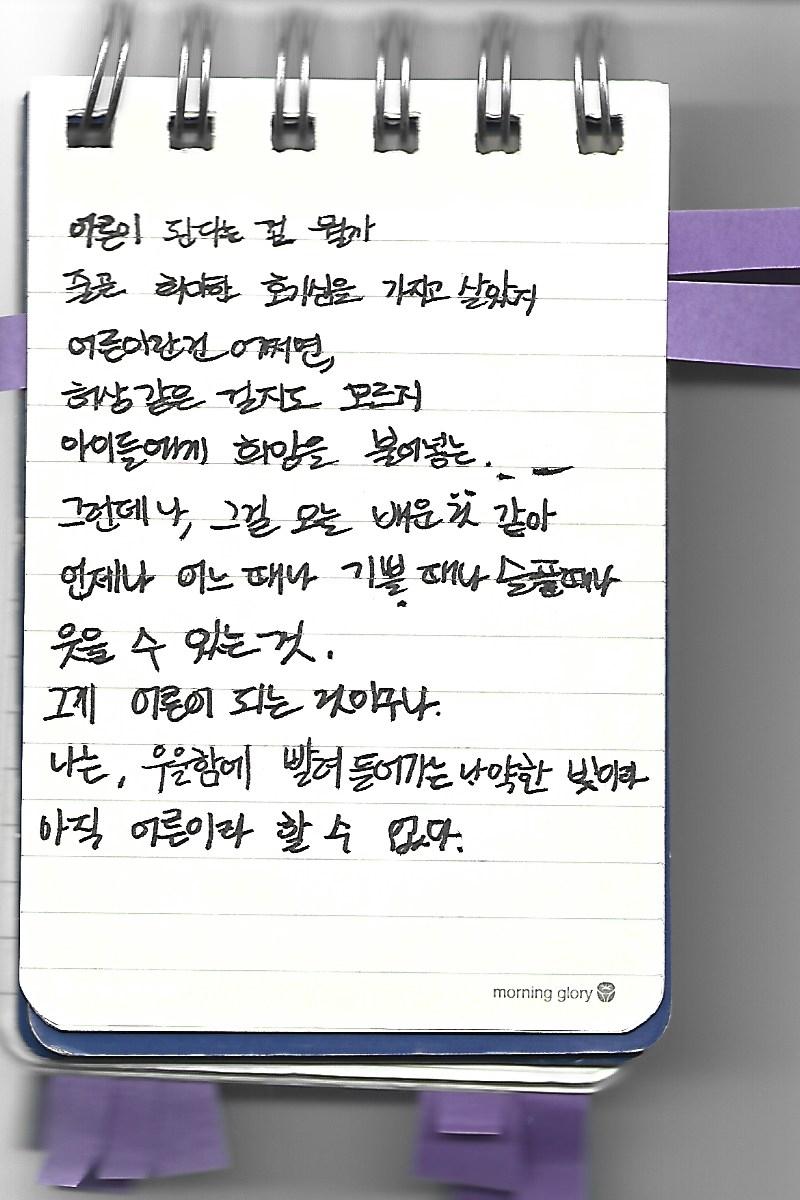 어른이 된다는 건 뭘까
줄곧 희미한 호기심을 가지고 살았지
어른이란건 어쩌면,
허상같은 걸지도 모르지
아이들에게 희망을 불어넣는.
그런데 나, 그걸 오늘 배운 것 같아
언제나 어느 때나 기쁠 때나 슬플때나
웃을 수 있는 것.
그게 어른이 되는 것이구나.
나는, 우울함에 빨려 들어가는 나약한 빛이라
아직 어른이라 할 수 없다.
morning glory